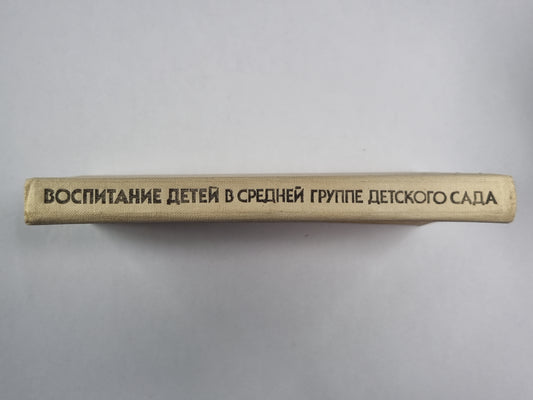 ВОСПИТАНИЕ ДЕТЕЙ В СРЕДНЕЙ ГРУППЕ ДЕТСКОГО САДА